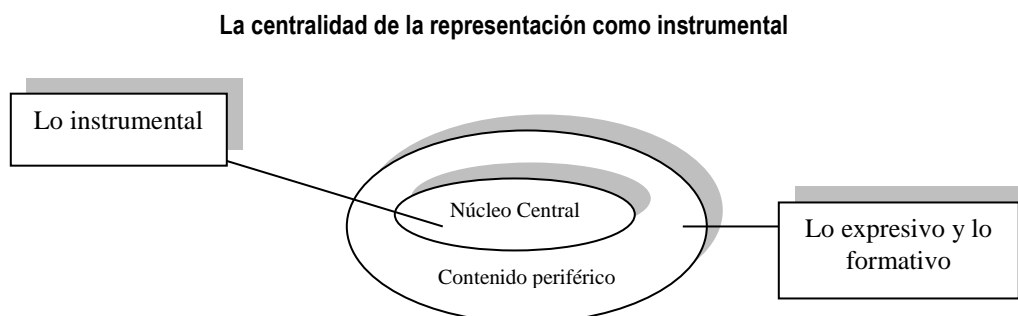 La centralidad de la representación como instrumental
Lo instrumental
Núcleo Central
Contenido periférico
Lo expresivo y lo
formativo